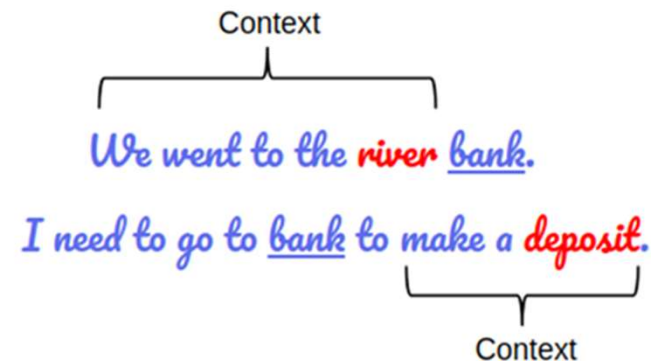 Context
We went to the river bank.
I need to go to bank to make a deposit.
Context